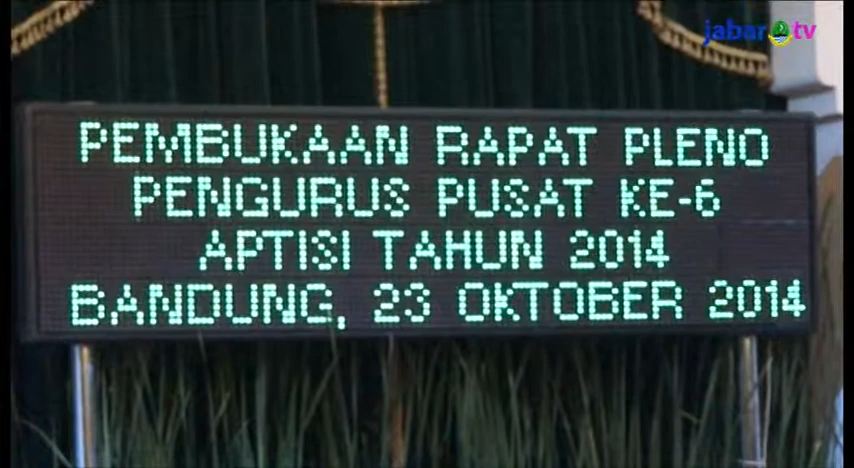 jabar tv
PEMBUKAAN RAPAT PLENO
PENGURUS PUSAT KE-6
APTISI TAHUN 2014
BANDUNG, 23 OKTOBER 2014